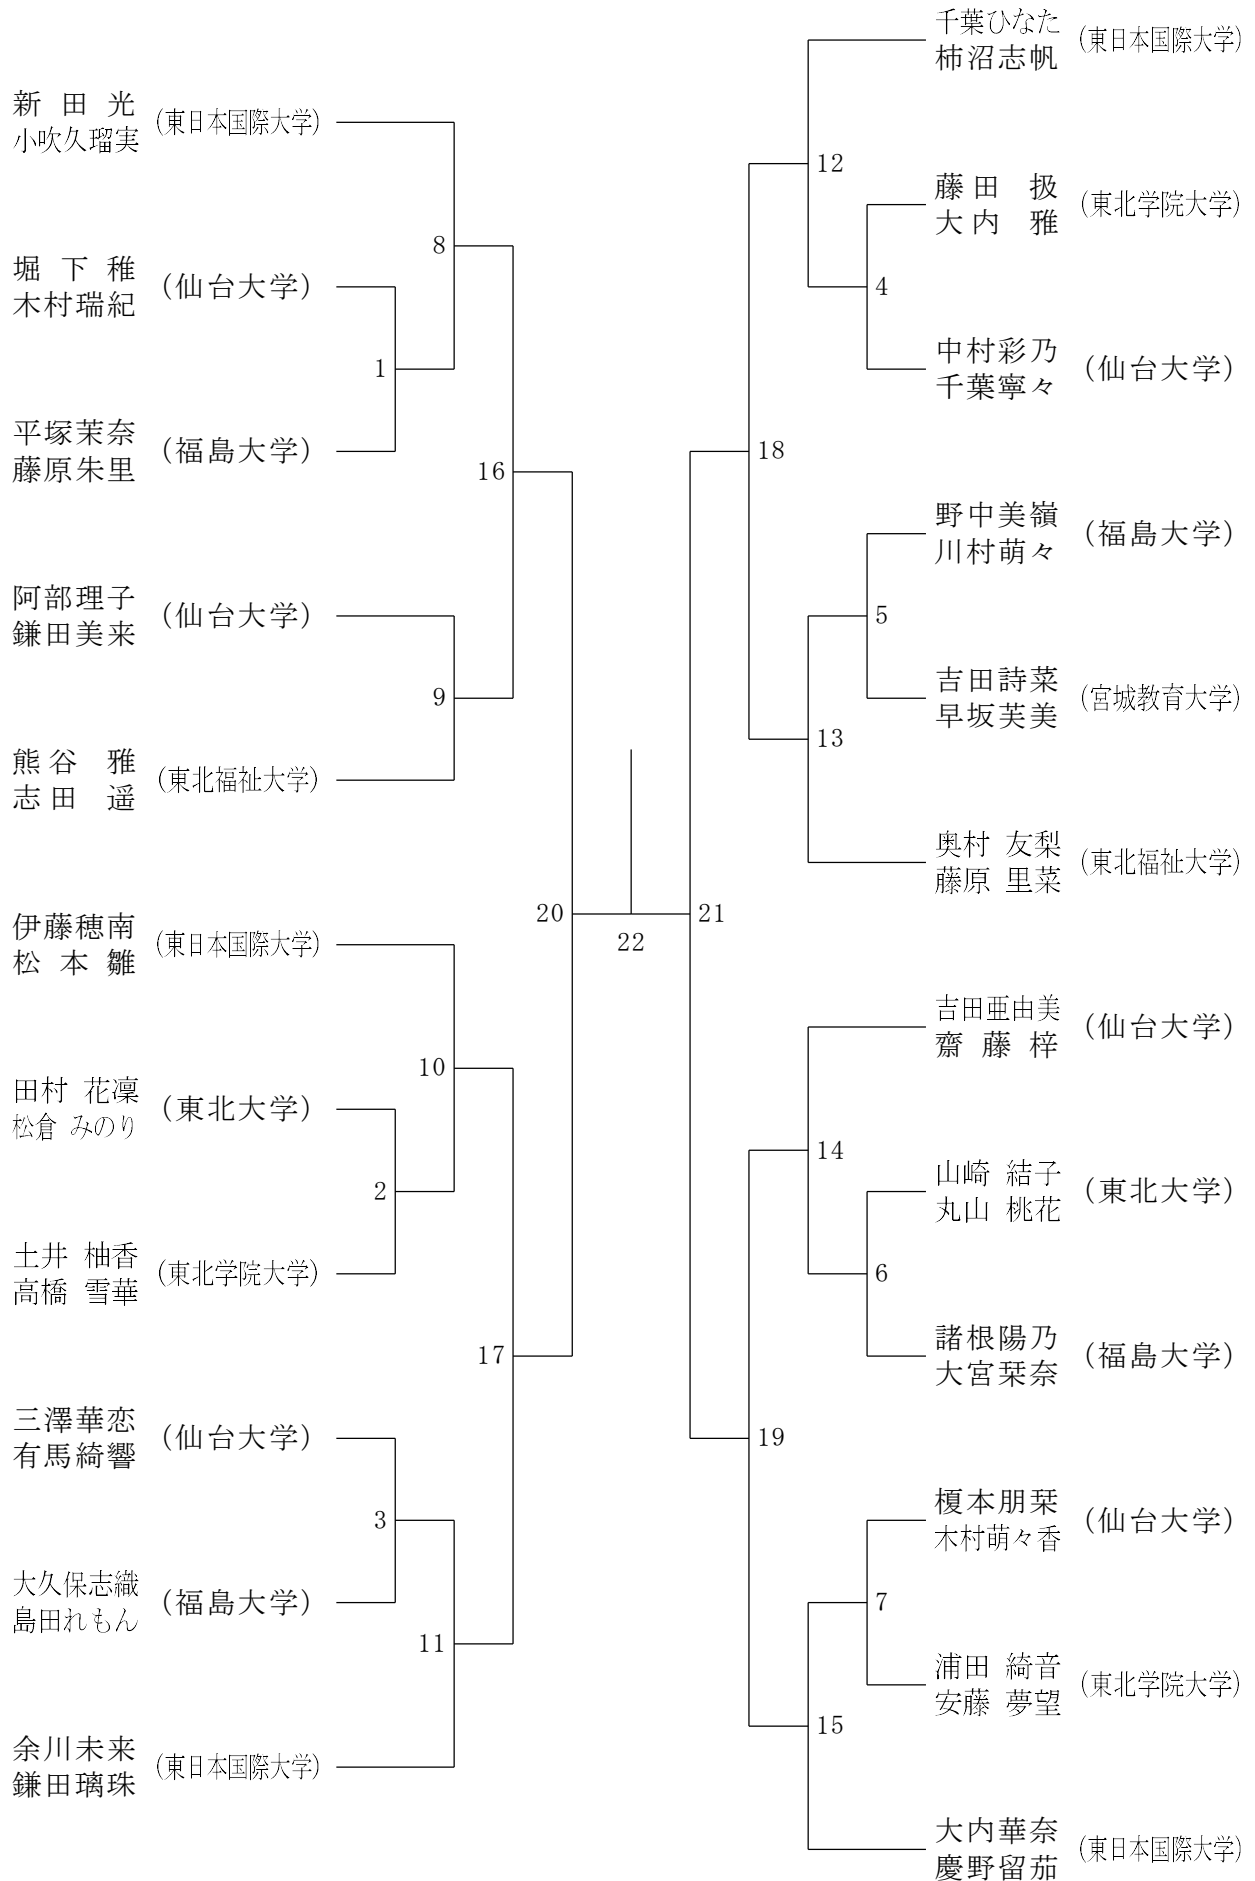 新田光
小吹久瑠実
(東日本国際大学)
堀下稚
木村瑞紀
(仙台大学)
平塚茉奈
藤原朱里
(福島大学)
阿部理子
鎌田美来
(仙台大学)
熊谷 雅
志田 遥
(東北福祉大学)
伊藤穂南
松本雛
(東日本国際大学)
田村 花凜
松倉 みのり
(東北大学)
土井 柚香
高橋 雪華
(東北学院大学)
三澤華恋
有馬綺響
(仙台大学)
大久保志織
島田れもん
(福島大学)
余川未来
鎌田璃珠
(東日本国際大学)
1
2
3
8
9
10
11
16
17
20
22
21
18
19
12
13
14
15
4
5
6
7
千葉ひなた
柿沼志帆
(東日本国際大学)
藤田 扱
大内 雅
(東北学院大学)
中村彩乃
千葉寧々
(仙台大学)
野中美嶺
川村萌々
(福島大学)
吉田詩菜
早坂芙美
(宮城教育大学)
奥村 友梨
藤原 里菜
(東北福祉大学)
吉田亜由美
齋藤梓
(仙台大学)
山崎 結子
丸山 桃花
(東北大学)
諸根陽乃
大宮栞奈
(福島大学)
榎本朋栞
木村萌々香
(仙台大学)
浦田 綺音
安藤 夢望
(東北学院大学)
大内華奈
慶野留茄
(東日本国際大学)